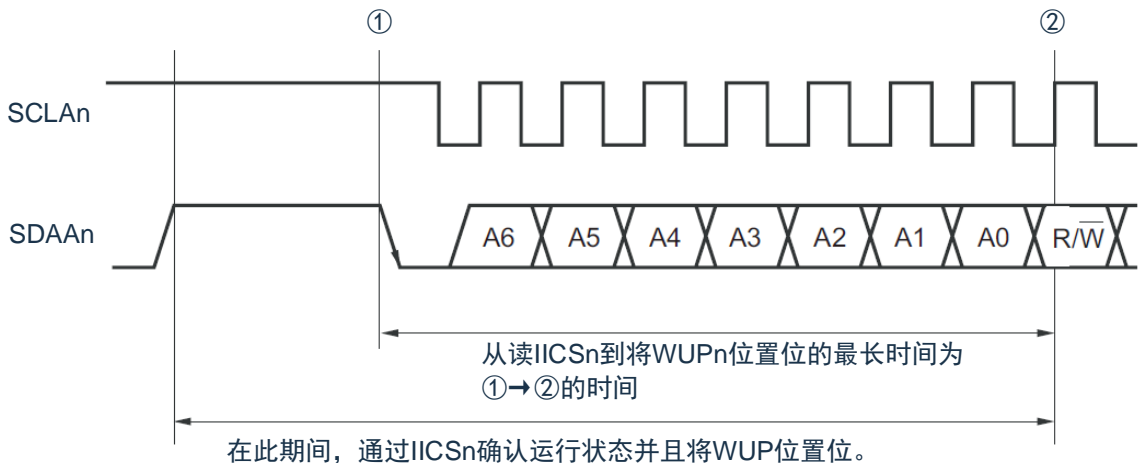 ① ②
SCLAn
SDAAn
A6 A5 A4 A3 A2 A1 A0 R/W̅
从读IICSn到将WUPn位置位的最长时间为
①→②的时间
在此期间，通过IICSn确认运行状态并且将WUP位置位。